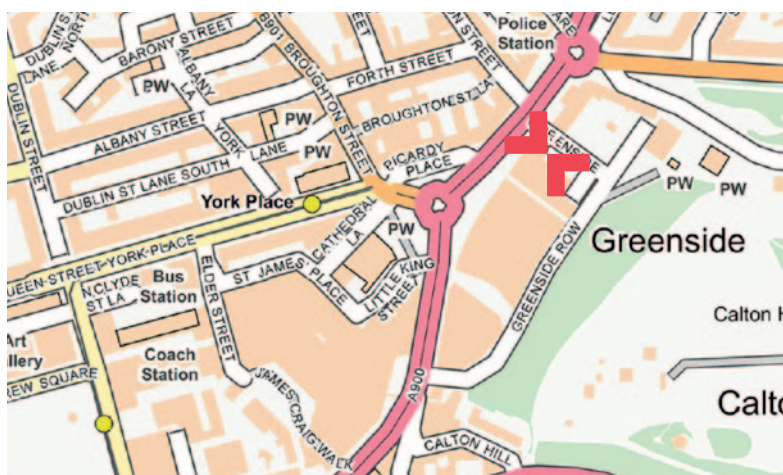 DUBLIN STREET
LANE NORTH
BARONY STREET
ALBANY
LA
B901 BROUGHTON STREET
Police
Station
FORTH STREET
PW
DUBLIN STREET
ALBANY STREET
YORK
PW
BROUGHTON ST LA
PW
DUBLIN ST LANE SOUTH
LANE
PICARDY
PLACE
GREENSIDE
PW
PW
York Place
CATHEDRAL
LA
PW
Greenside
QUEEN STREET YORK PLACE
N CLYDE
ST LA
Bus
Station
ELDER STREET
ST JAMES
PLACE
LITTLE KING
STREET
GREENSIDE ROW
Calton H
Art
llery
Coach
Station
REW SQUARE
JAMES CRAIG WALK
A900
CALTON HILL
Calto